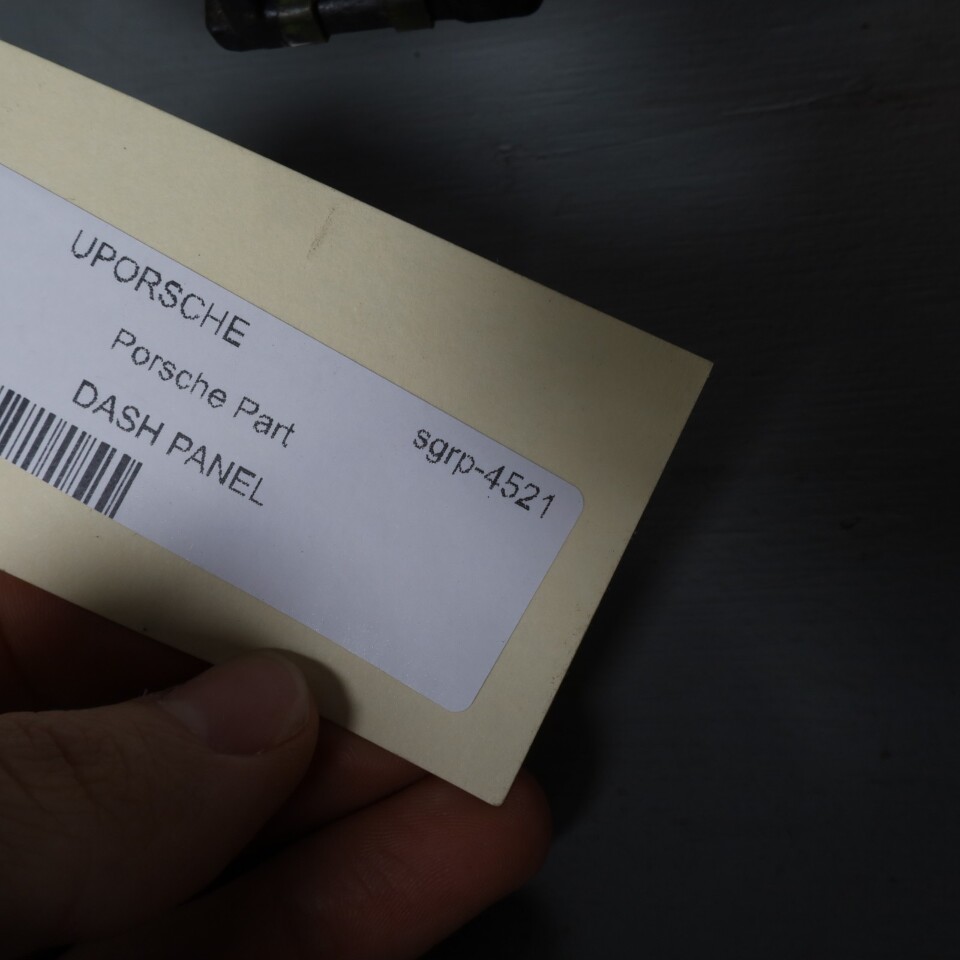 UPORSCHE
Porsche Part
DASH PANEL
sgrp-4521